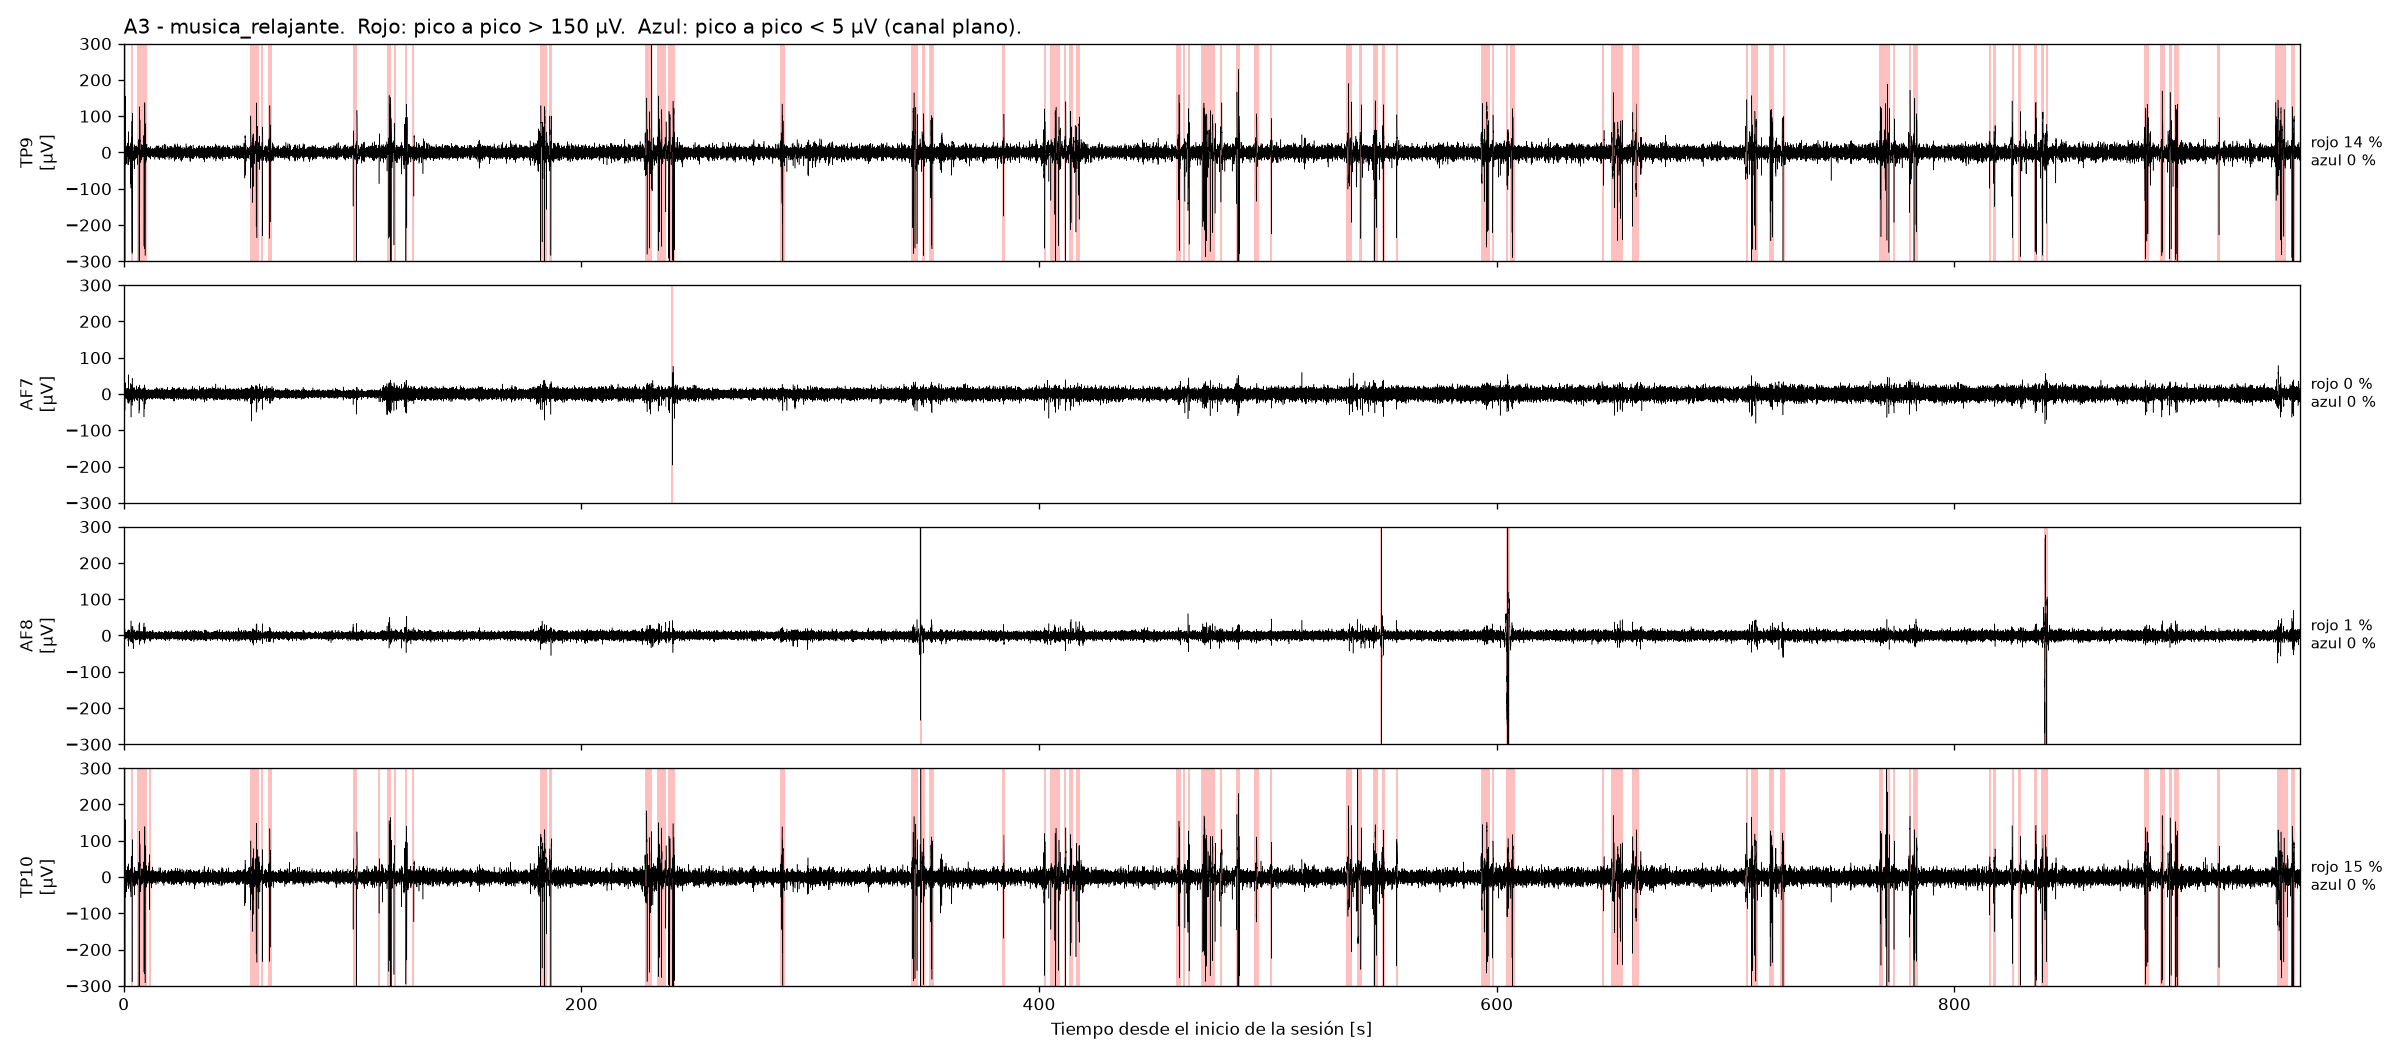 A3 - musica_relajante.  Rojo: pico a pico > 150 µV.  Azul: pico a pico < 5 µV (canal plano).
300
200
100
0
−100
−200
−300
TP9
[µV]
rojo 14 %
azul 0 %
300
200
100
0
−100
−200
−300
AF7
[µV]
rojo 0 %
azul 0 %
300
200
100
0
−100
−200
−300
AF8
[µV]
rojo 1 %
azul 0 %
300
200
100
0
−100
−200
−300
TP10
[µV]
rojo 15 %
azul 0 %
0 200 400 600 800
Tiempo desde el inicio de la sesión [s]